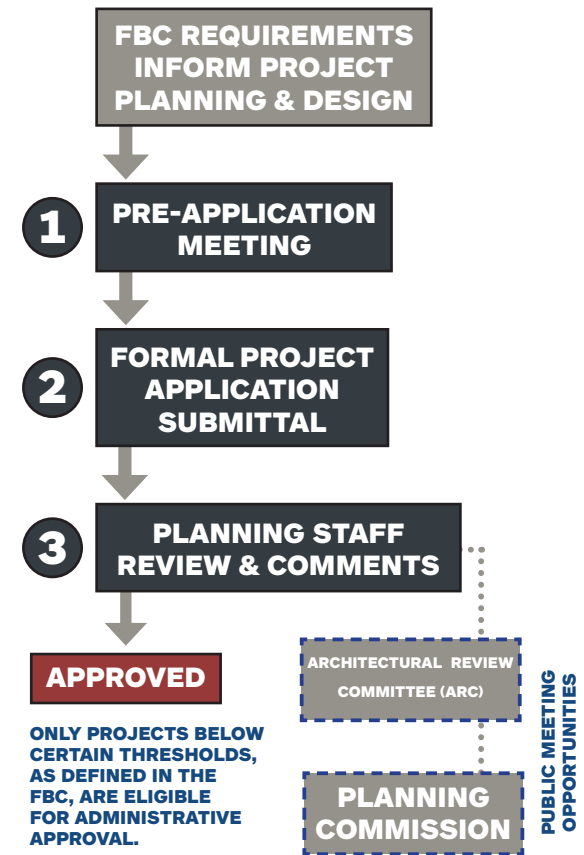 FBC REQUIREMENTS
INFORM PROJECT
PLANNING & DESIGN
1
PRE-APPLICATION
MEETING
2
FORMAL PROJECT
APPLICATION
SUBMITTAL
3
PLANNING STAFF
REVIEW & COMMENTS
APPROVED
ONLY PROJECTS BELOW
CERTAIN THRESHOLDS,
AS DEFINED IN THE
FBC, ARE ELIGIBLE
FOR ADMINISTRATIVE
APPROVAL.
ARCHITECTURAL REVIEW
COMMITTEE (ARC)
PLANNING
COMMISSION
PUBLIC MEETING
OPPORTUNITIES